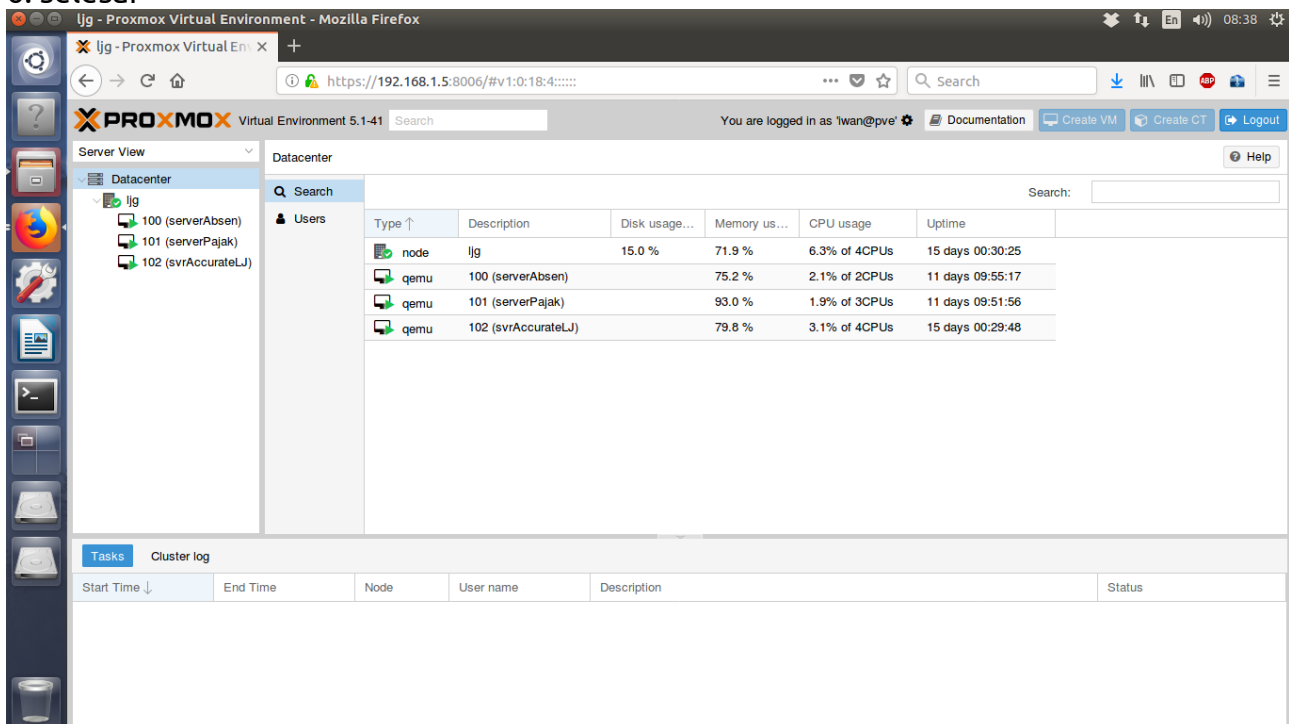 ljg - Proxmox Virtual Environment - Mozilla Firefox
En
08:38
ljg - Proxmox Virtual Env
https://192.168.1.5:8006/#v1:0:18:4::::::
Search
ABP
PROXMOX Virtual Environment 5.1-41
Search
You are logged in as 'iwan@pve'
Documentation
Create VM
Create CT
Logout
Server View
Datacenter
Help
Datacenter
ljg
100 (serverAbsen)
101 (serverPajak)
102 (svrAccurateLJ)
Search
Users
Search:
Type Description Disk usage... Memory us... CPU usage Uptime
node ljg 15.0 % 71.9 % 6.3% of 4CPUs 15 days 00:30:25
qemu 100 (serverAbsen) 75.2 % 2.1% of 2CPUs 11 days 09:55:17
qemu 101 (serverPajak) 93.0 % 1.9% of 3CPUs 11 days 09:51:56
qemu 102 (svrAccurateLJ) 79.8 % 3.1% of 4CPUs 15 days 00:29:48
Tasks Cluster log
Start Time End Time Node User name Description Status